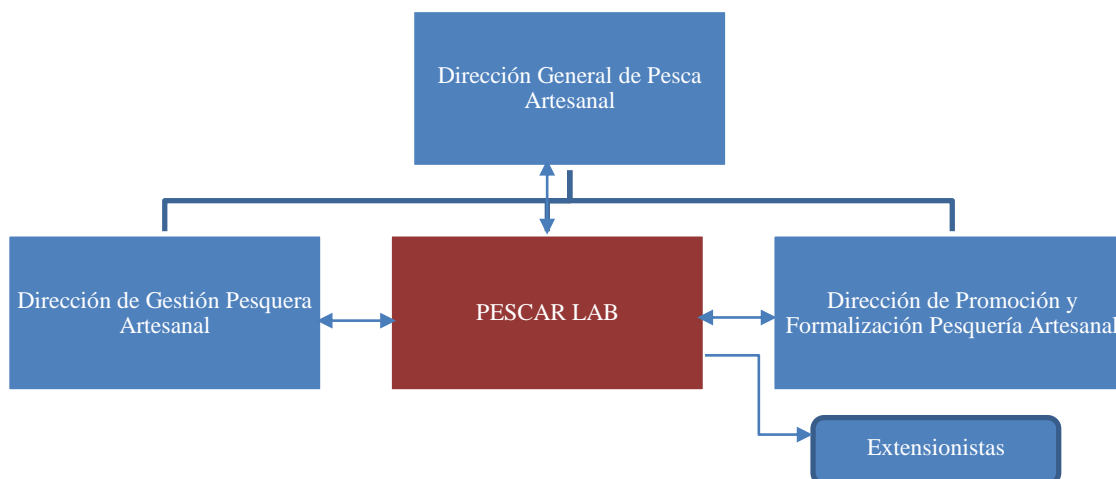 Dirección General de Pesca
Artesanal
Dirección de Gestión Pesquera
Artesanal
PESCAR LAB
Dirección de Promoción y
Formalización Pesquería Artesanal
Extensionistas